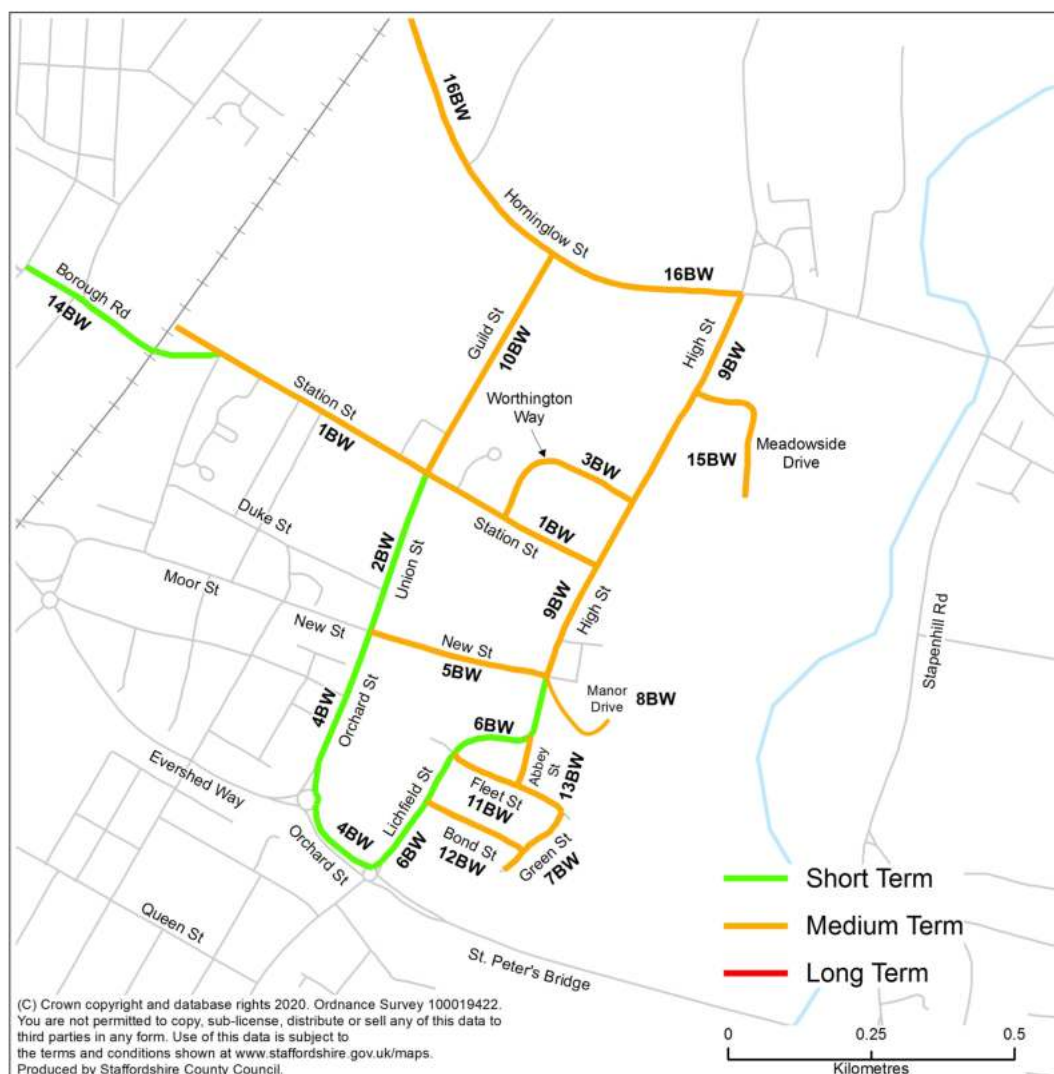 16BW
Horninglow St
16BW
Borough Rd
14BW
Guild St
10BW
High St
9BW
Station St
1BW
Worthington
Way
3BW
15BW
Meadowside
Drive
Duke St
1BW
Station St
2BW
Union St
Moor St
9BW
High St
New St
New St
5BW
Stapenhill Rd
Manor
Drive
8BW
4BW
Orchard St
6BW
Abbey
St
13BW
Evershed Way
Lichfield St
Fleet St
11BW
4BW
6BW
Bond St
12BW
Green St
7BW
Orchard St
Queen St
St. Peter's Bridge
Short Term
Medium Term
Long Term
(C) Crown copyright and database rights 2020. Ordnance Survey 100019422.
You are not permitted to copy, sub-license, distribute or sell any of this data to
third parties in any form. Use of this data is subject to
the terms and conditions shown at www.staffordshire.gov.uk/maps.
Produced by Staffordshire County Council.
0 0.25 0.5
Kilometres